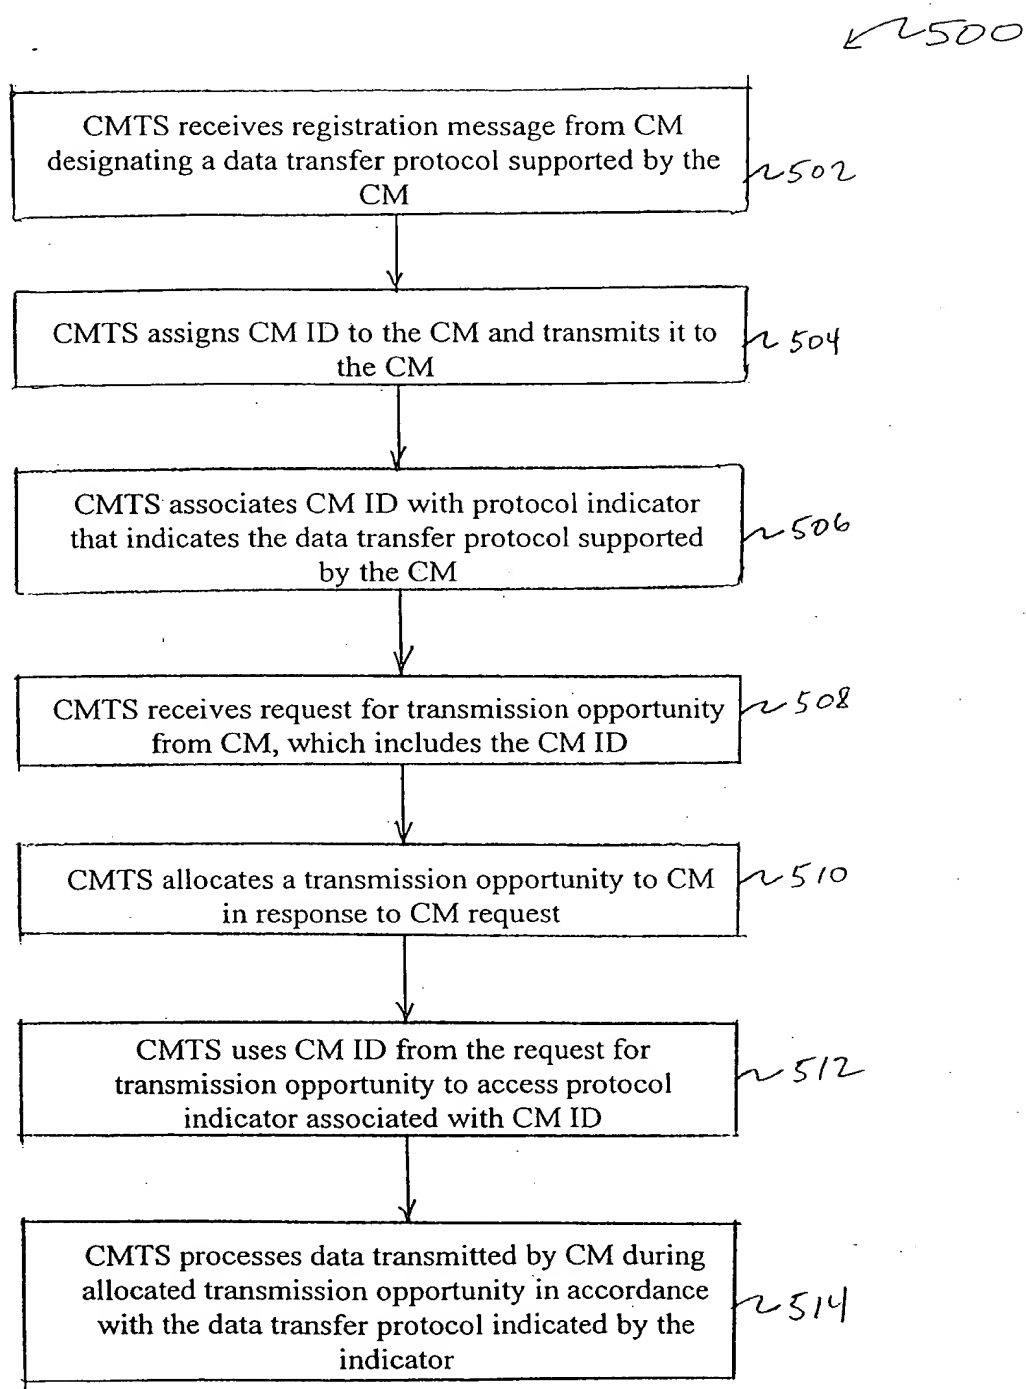 500
CMTS receives registration message from CM
designating a data transfer protocol supported by the
CM
502
CMTS assigns CM ID to the CM and transmits it to
the CM
504
CMTS associates CM ID with protocol indicator
that indicates the data transfer protocol supported
by the CM
506
CMTS receives request for transmission opportunity
from CM, which includes the CM ID
508
CMTS allocates a transmission opportunity to CM
in response to CM request
510
CMTS uses CM ID from the request for
transmission opportunity to access protocol
indicator associated with CM ID
512
CMTS processes data transmitted by CM during
allocated transmission opportunity in accordance
with the data transfer protocol indicated by the
indicator
514